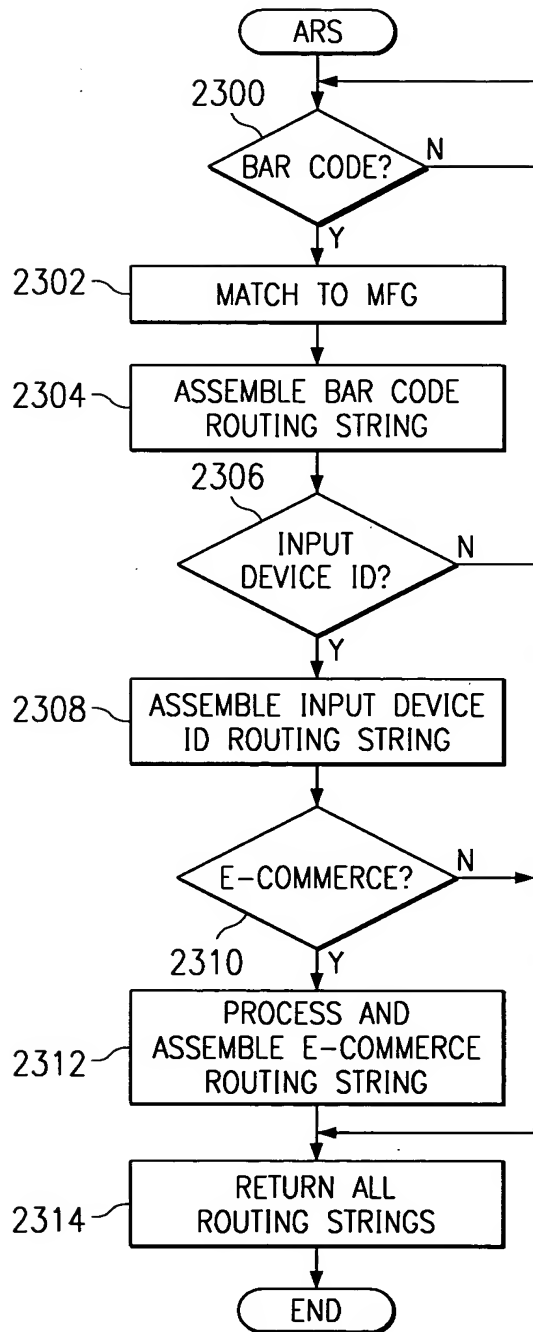 ARS
2300
BAR CODE?
N
Y
2302
MATCH TO MFG
2304
ASSEMBLE BAR CODE
ROUTING STRING
2306
INPUT
DEVICE ID?
N
Y
2308
ASSEMBLE INPUT DEVICE
ID ROUTING STRING
E-COMMERCE?
N
2310
Y
2312
PROCESS AND
ASSEMBLE E-COMMERCE
ROUTING STRING
2314
RETURN ALL
ROUTING STRINGS
END